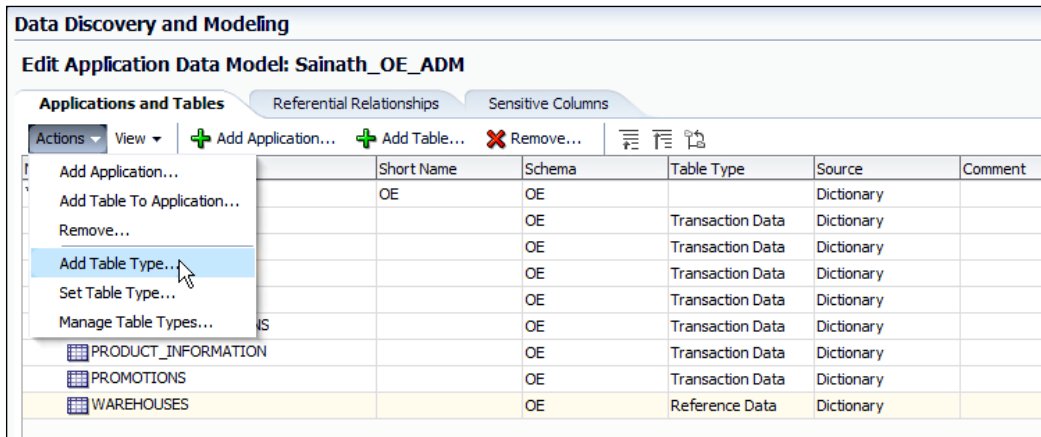 Data Discovery and Modeling
Edit Application Data Model: Sainath_OE_ADM
Applications and Tables Referential Relationships Sensitive Columns
Actions View Add Application... Add Table... Remove...
Short Name Schema Table Type Source Comment
Add Application...
OE OE Dictionary
Add Table To Application...
OE Transaction Data Dictionary
Remove...
OE Transaction Data Dictionary
Add Table Type...
OE Transaction Data Dictionary
Set Table Type...
OE Transaction Data Dictionary
Manage Table Types...
NS OE Transaction Data Dictionary
PRODUCT_INFORMATION OE Transaction Data Dictionary
PROMOTIONS OE Transaction Data Dictionary
WAREHOUSES OE Reference Data Dictionary